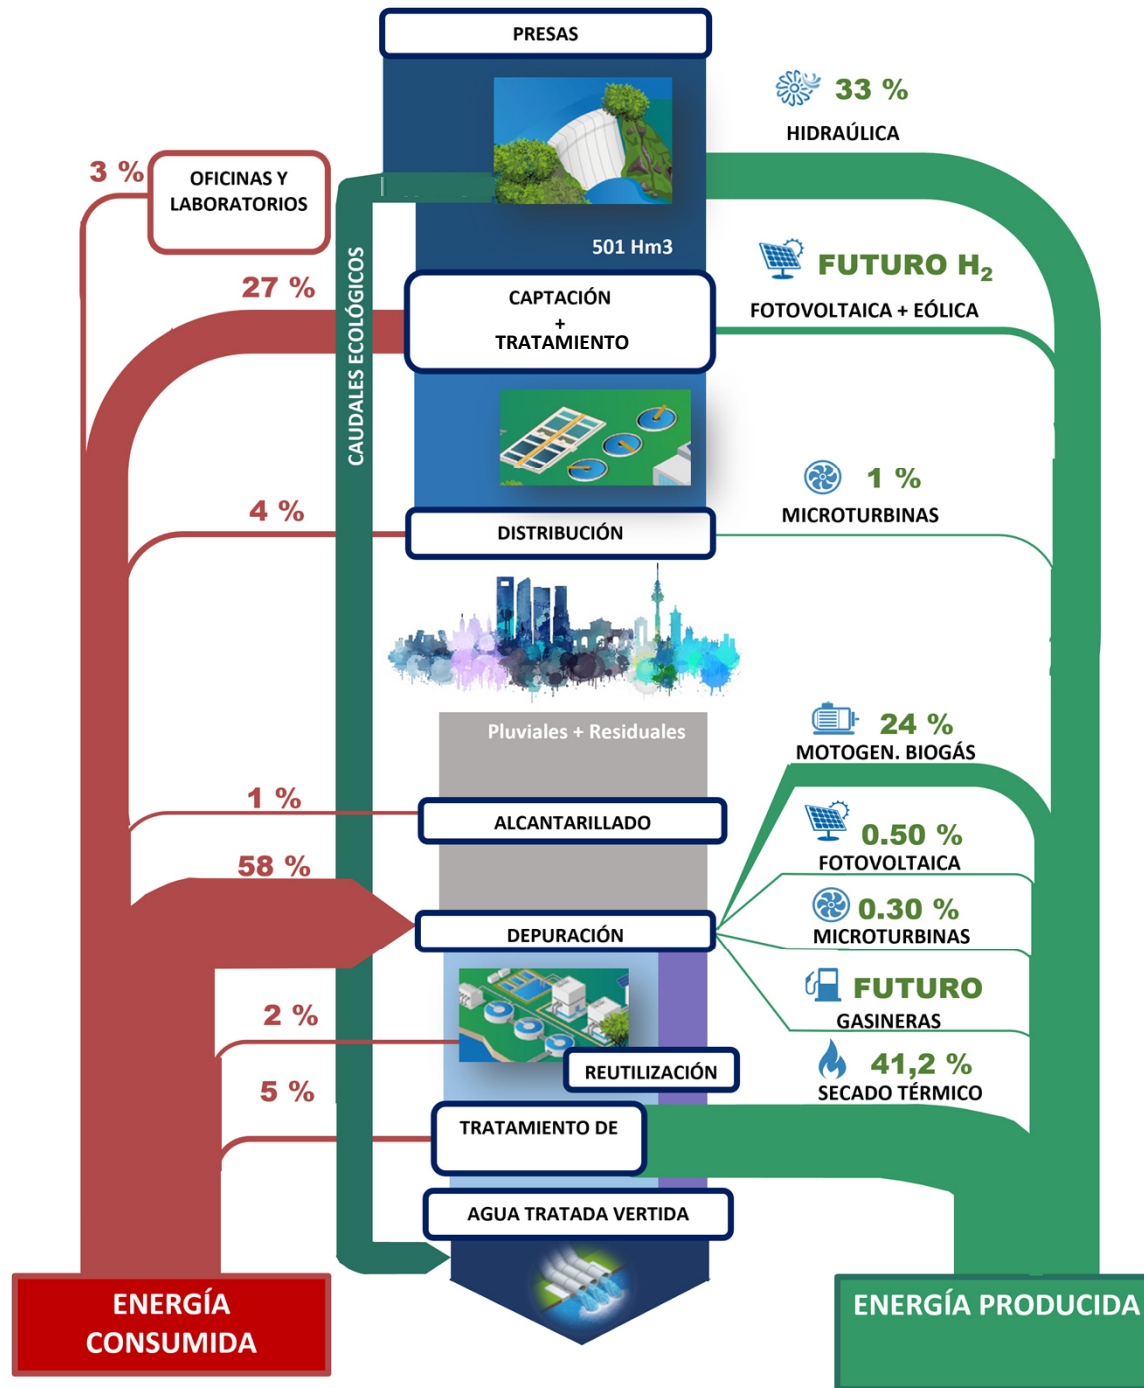 PRESAS
33 %
HIDRAÚLICA
3 %
OFICINAS Y
LABORATORIOS
CAUDALES ECOLÓGICOS
501 Hm3
27 %
CAPTACIÓN
+
TRATAMIENTO
FUTURO H2
FOTOVOLTAICA + EÓLICA
4 %
DISTRIBUCIÓN
1 %
MICROTURBINAS
Pluviales + Residuales
24 %
MOTOGEN. BIOGÁS
1 %
ALCANTARILLADO
0.50 %
FOTOVOLTAICA
58 %
DEPURACIÓN
0.30 %
MICROTURBINAS
FUTURO
GASINERAS
2 %
REUTILIZACIÓN
41,2 %
SECADO TÉRMICO
5 %
TRATAMIENTO DE
AGUA TRATADA VERTIDA
ENERGÍA
CONSUMIDA
ENERGÍA PRODUCIDA